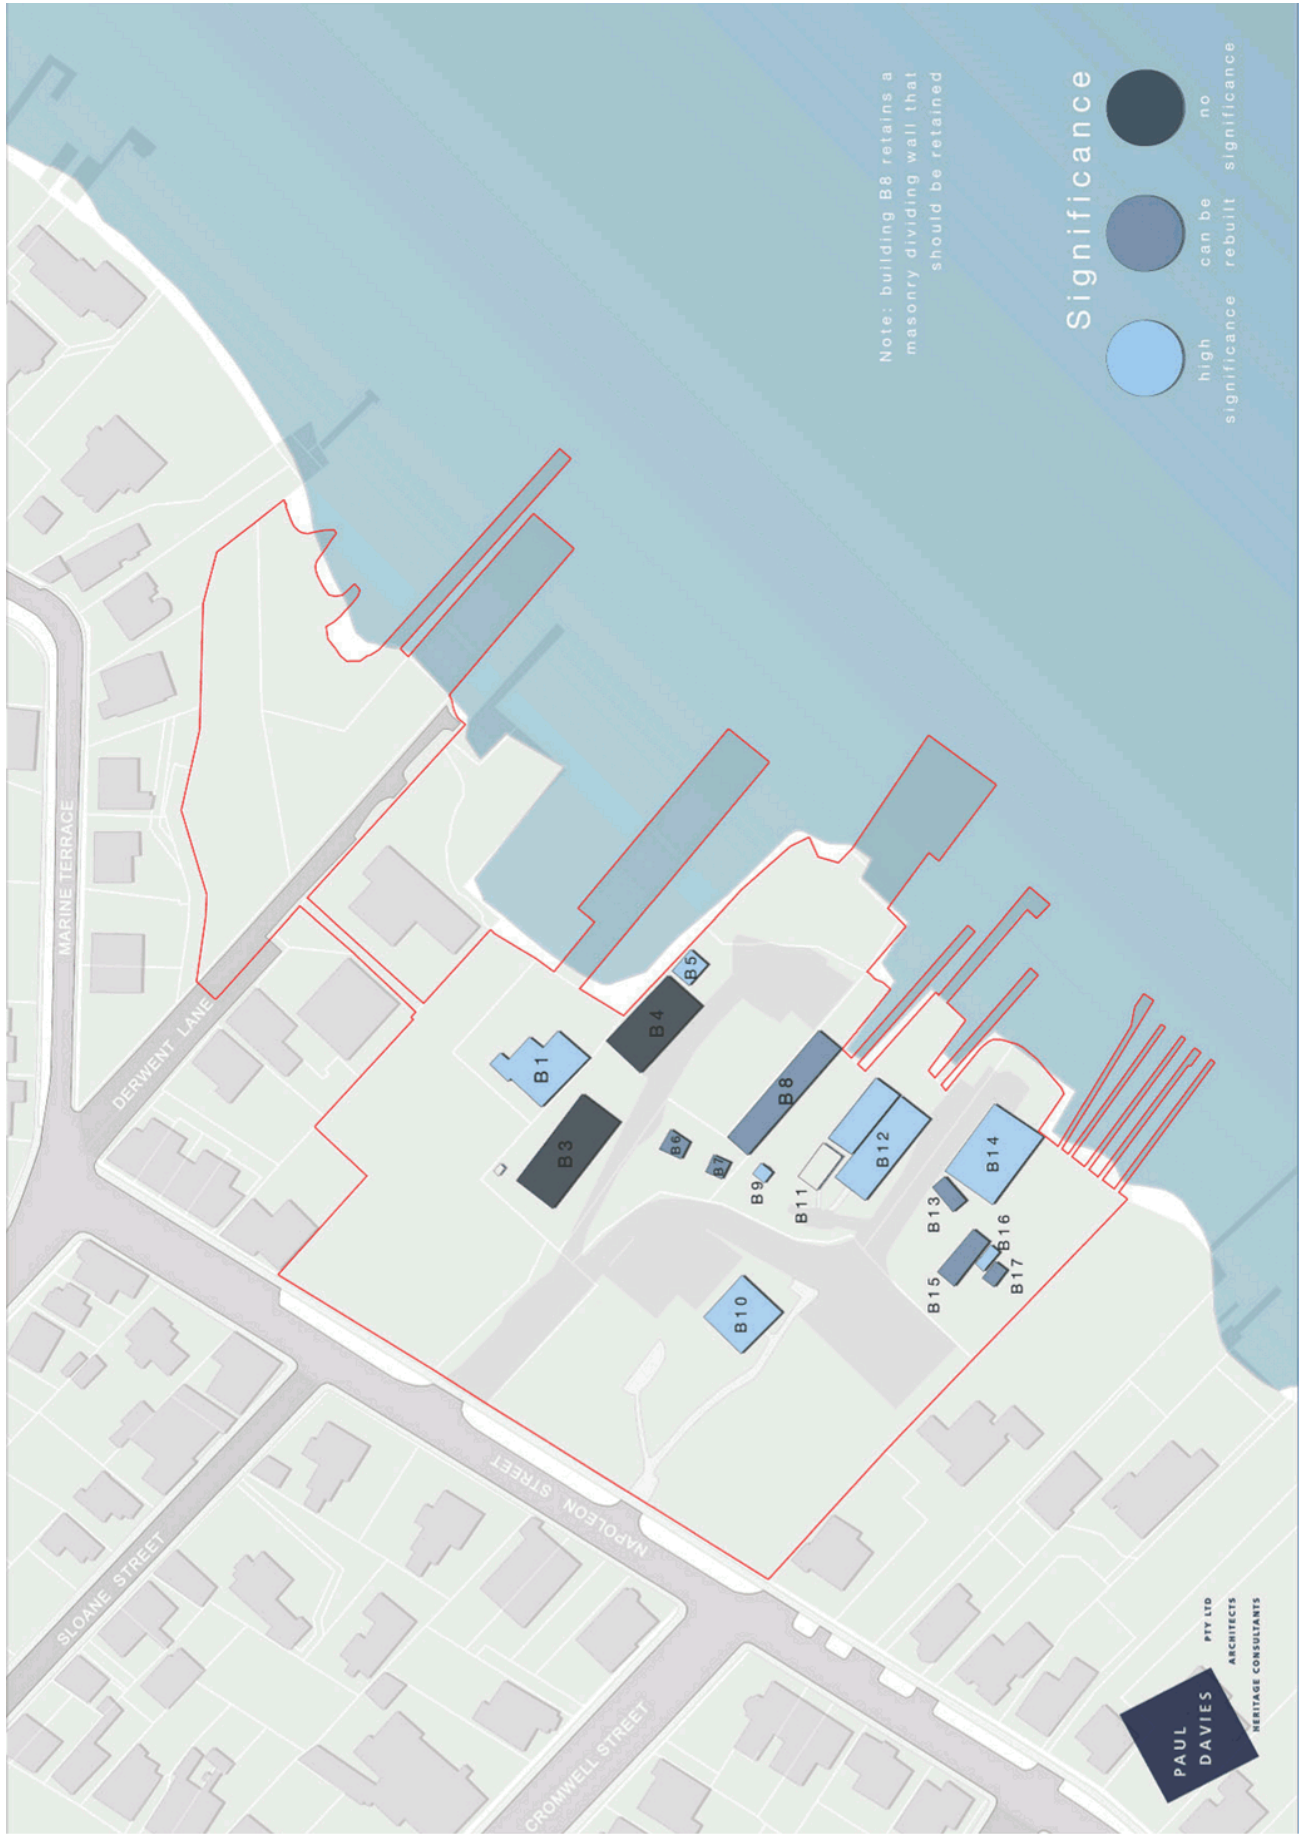 MARINE TERRACE
DERWENT LANE
SLOANE STREET
NAPOLEON STREET
CROMWELL STREET
B1
B3
B4
B5
B6
B7
B8
B9
B10
B11
B12
B13
B14
B15
B16
B17
Note: building B8 retains a
masonry dividing wall that
should be retained
Significance
high
significance
can be
rebuilt
no
significance
PAUL
DAVIES
PTY LTD
ARCHITECTS
HERITAGE CONSULTANTS